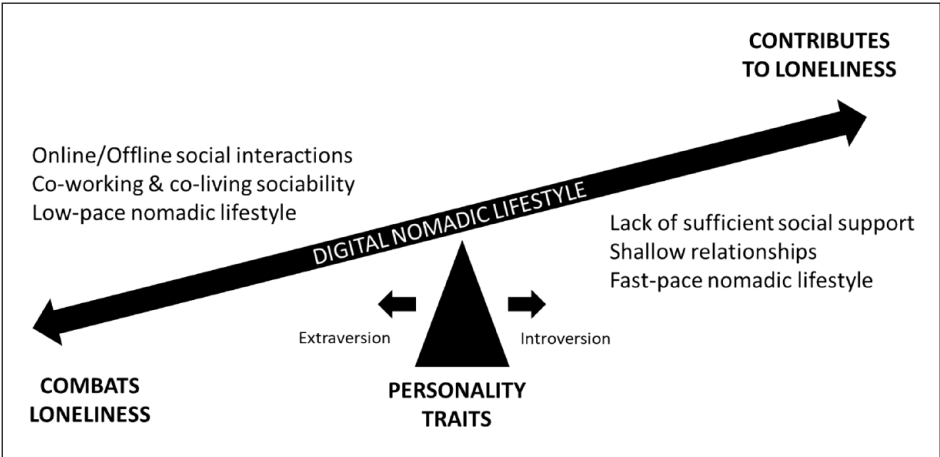 CONTRIBUTES
TO LONELINESS
Online/Offline social interactions
Co-working & co-living sociability
Low-pace nomadic lifestyle
DIGITAL NOMADIC LIFESTYLE
Lack of sufficient social support
Shallow relationships
Fast-pace nomadic lifestyle
Extraversion
Introversion
COMBATS
LONELINESS
PERSONALITY
TRAITS